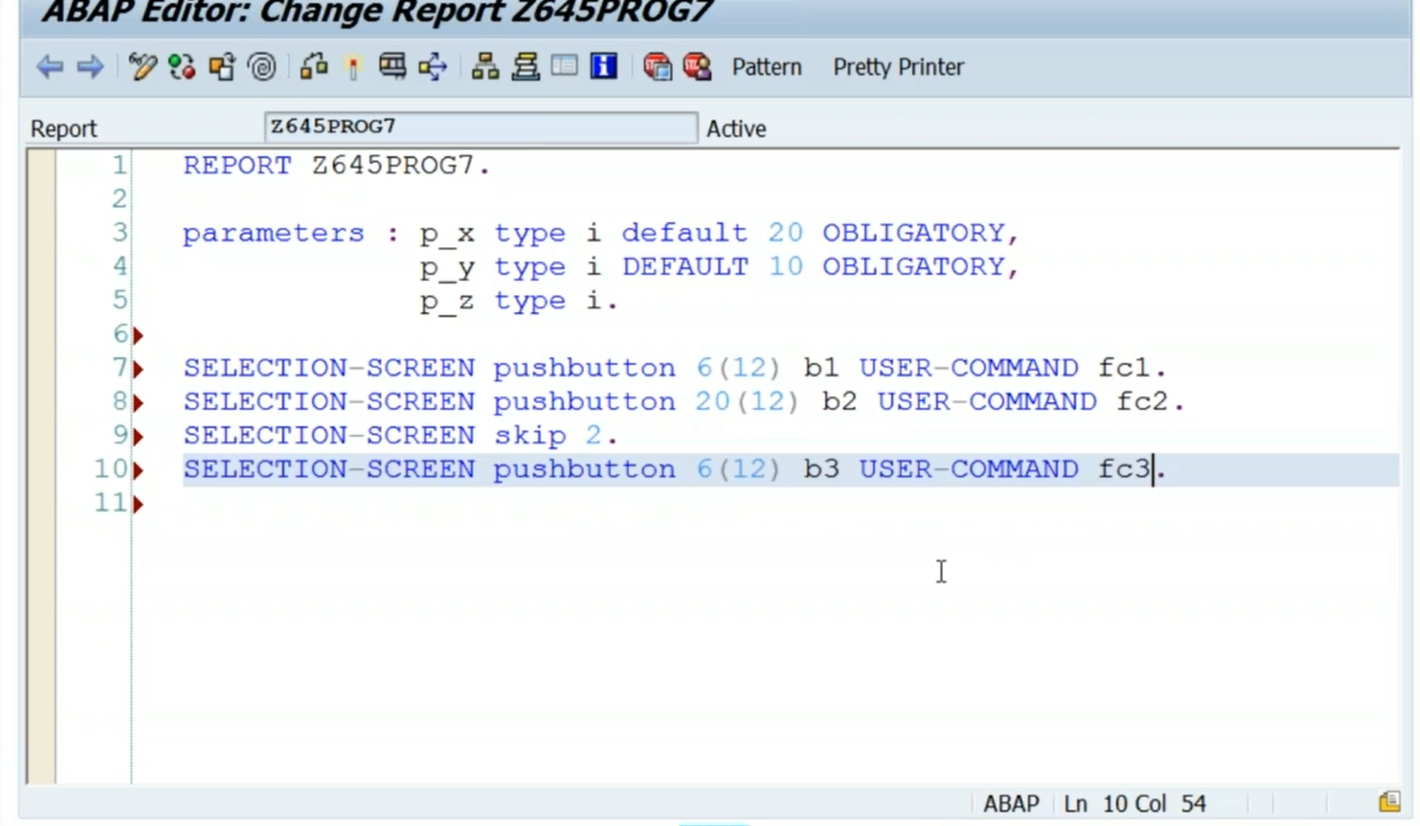 ABAP Editor: Change Report Z645PROG7
Pattern Pretty Printer
Report Z645PROG7 Active
1 REPORT Z645PROG7.
2
3 parameters : p_x type i default 20 OBLIGATORY,
4 p_y type i DEFAULT 10 OBLIGATORY,
5 p_z type i.
6
7 SELECTION-SCREEN pushbutton 6(12) b1 USER-COMMAND fc1.
8 SELECTION-SCREEN pushbutton 20(12) b2 USER-COMMAND fc2.
9 SELECTION-SCREEN skip 2.
10 SELECTION-SCREEN pushbutton 6(12) b3 USER-COMMAND fc3.
11
ABAP Ln 10 Col 54